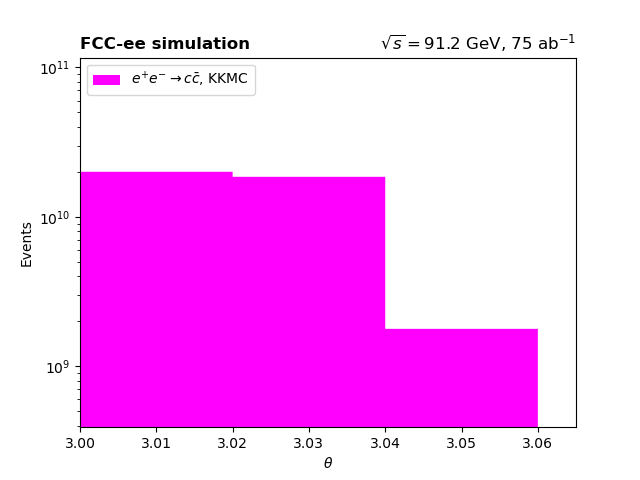 FCC-ee simulation
√s = 91.2 GeV, 75 ab⁻¹
e⁺e⁻ → cc̄, KKMC
10¹¹
10¹⁰
10⁹
Events
3.00 3.01 3.02 3.03 3.04 3.05 3.06
θ